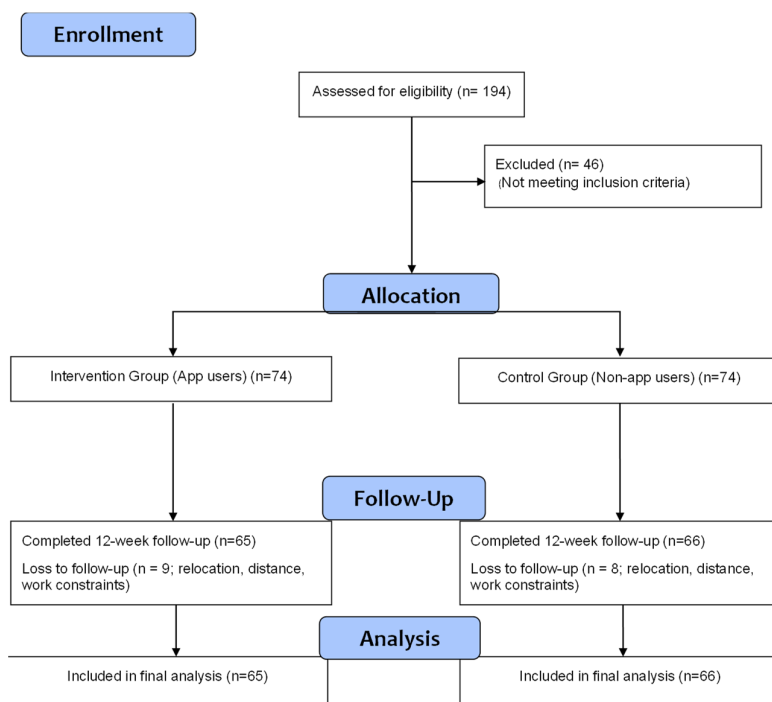 Enrollment
Assessed for eligibility (n= 194)
Excluded (n= 46)
(Not meeting inclusion criteria)
Allocation
Intervention Group (App users) (n=74)
Control Group (Non-app users) (n=74)
Follow-Up
Completed 12-week follow-up (n=65)
Loss to follow-up (n = 9; relocation, distance,
work constraints)
Completed 12-week follow-up (n=66)
Loss to follow-up (n = 8; relocation, distance,
work constraints)
Analysis
Included in final analysis (n=65)
Included in final analysis (n=66)